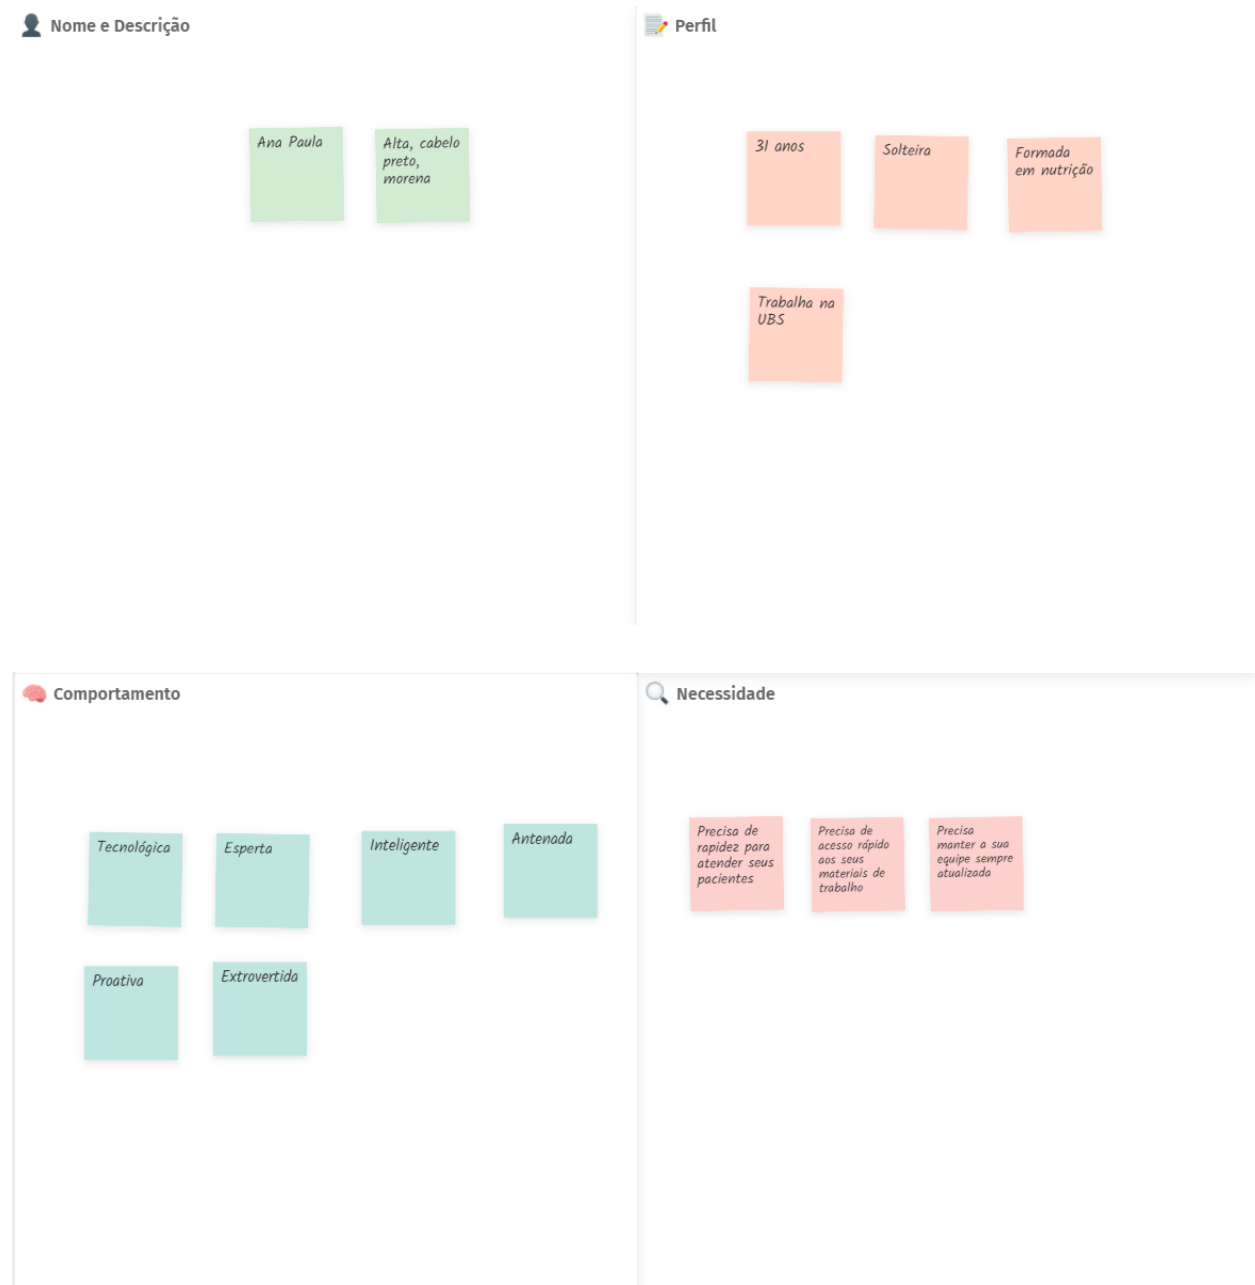 Nome e Descrição
Ana Paula
Alta, cabelo
preto,
morena
Perfil
31 anos
Solteira
Formada
em nutrição
Trabalha na
UBS
Comportamento
Tecnológica
Esperta
Inteligente
Antenada
Proativa
Extrovertida
Necessidade
Precisa de
rapidez para
atender seus
pacientes
Precisa de
acesso rápido
aos seus
materiais de
trabalho
Precisa
manter a sua
equipe sempre
atualizada